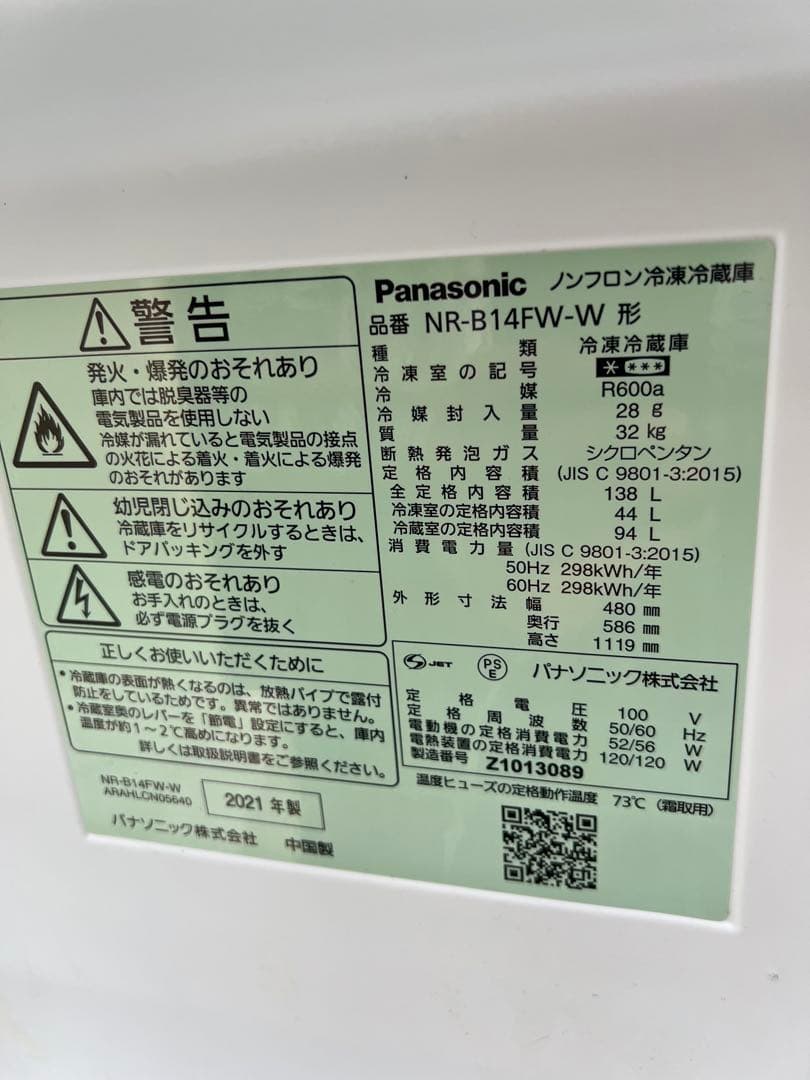 警告
発火・爆発のおそれあり
庫内では脱臭器等の
電気製品を使用しない
冷媒が漏れていると電気製品の接点
の火花による着火・着火による爆発
のおそれがあります
幼児閉じ込みのおそれあり
冷蔵庫をリサイクルするときは、
ドアパッキングを外す
感電のおそれあり
お手入れのときは、
必ず電源プラグを抜く
正しくお使いいただくために
・冷蔵庫の表面が熱くなるのは、放熱パイプで露付
防止をしているためです。異常ではありません。
・冷蔵室奥のレバーを「節電」設定にすると、庫内
温度が約1~2℃高めになります。
詳しくは取扱説明書をご参照ください。
NR-B14FW-W
ARAHLCN05640
2021 年製
パナソニック株式会社 中国製
Panasonic ノンフロン冷凍冷蔵庫
品番 NR-B14FW-W 形
種類 冷凍冷蔵庫
冷凍室の記号 * ***
冷媒 R600a
冷媒封入量 28 g
質量 32 kg
断熱発泡ガス シクロペンタン
定格内容積 (JIS C 9801-3:2015)
全定格内容積 138 L
冷凍室の定格内容積 44 L
冷蔵室の定格内容積 94 L
消費電力量 (JIS C 9801-3:2015)
50Hz 298kWh/年
60Hz 298kWh/年
外形寸法 幅 480 mm
奥行 586 mm
高さ 1119 mm
S JET PS E パナソニック株式会社
定格電圧 100 V
定格周波数 50/60 Hz
電動機の定格消費電力 52/56 W
電熱装置の定格消費電力 120/120 W
製造番号 Z1013089
温度ヒューズの定格動作温度 73℃ (霜取用)